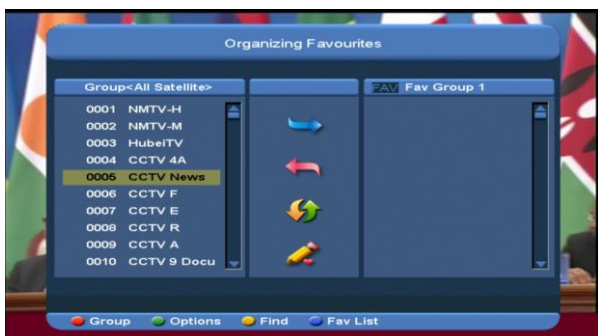 Organizing Favourites
Group<All Satellite>
FAV Fav Group 1
0001 NMTV-H
0002 NMTV-M
0003 HubeiTV
0004 CCTV 4A
0005 CCTV News
0006 CCTV F
0007 CCTV E
0008 CCTV R
0009 CCTV A
0010 CCTV 9 Docu
Group Options Find Fav List